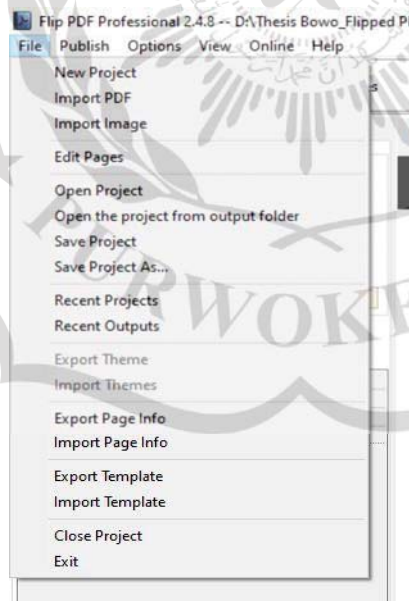 Flip PDF Professional 2.4.8 -- D:\Thesis Bowo_Flipped P
File Publish Options View Online Help
New Project
Import PDF
Import Image
Edit Pages
Open Project
Open the project from output folder
Save Project
Save Project As...
Recent Projects
Recent Outputs
Export Theme
Import Themes
Export Page Info
Import Page Info
Export Template
Import Template
Close Project
Exit
PURWOKE